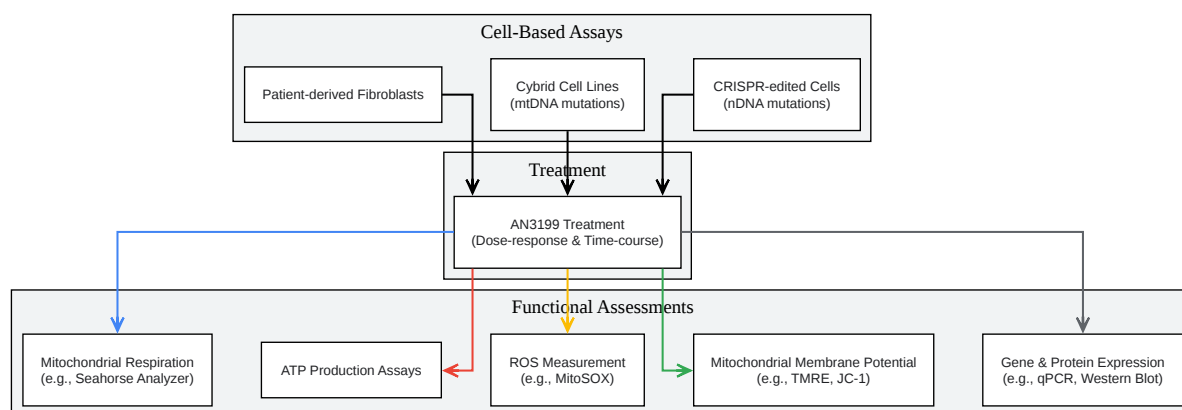 Cell-Based Assays
Patient-derived Fibroblasts
Cybrid Cell Lines
(mtDNA mutations)
CRISPR-edited Cells
(nDNA mutations)
Treatment
AN3199 Treatment
(Dose-response & Time-course)
Functional Assessments
Mitochondrial Respiration
(e.g., Seahorse Analyzer)
ATP Production Assays
ROS Measurement
(e.g., MitoSOX)
Mitochondrial Membrane Potential
(e.g., TMRE, JC-1)
Gene & Protein Expression
(e.g., qPCR, Western Blot)